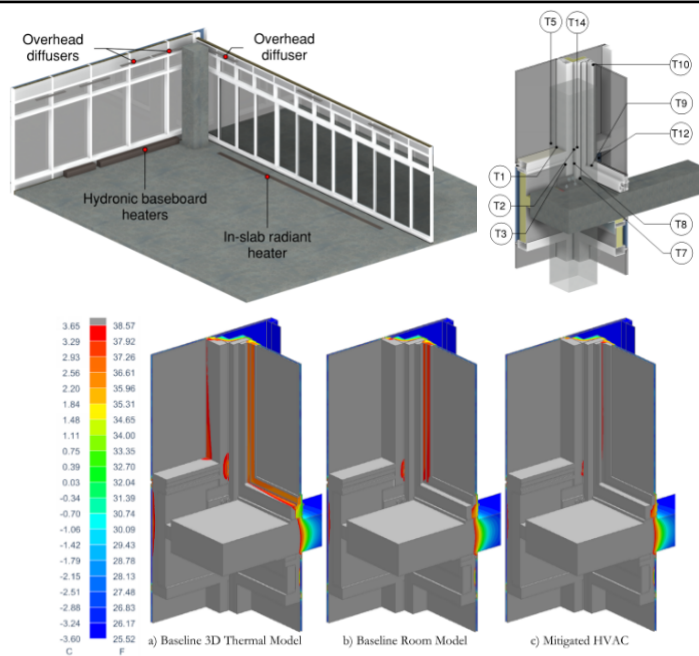 Overhead
diffusers
Overhead
diffuser
Hydronic baseboard
heaters
In-slab radiant
heater
T5
T14
T10
T9
T12
T1
T2
T3
T8
T7
3.65 38.57
3.29 37.92
2.93 37.26
2.56 36.61
2.20 35.96
1.84 35.31
1.48 34.65
1.11 34.00
0.75 33.35
0.39 32.70
0.03 32.04
-0.34 31.39
-0.70 30.74
-1.06 30.09
-1.42 29.43
-1.79 28.78
-2.15 28.13
-2.51 27.48
-2.88 26.83
-3.24 26.17
-3.60 25.52
C F
a) Baseline 3D Thermal Model
b) Baseline Room Model
c) Mitigated HVAC